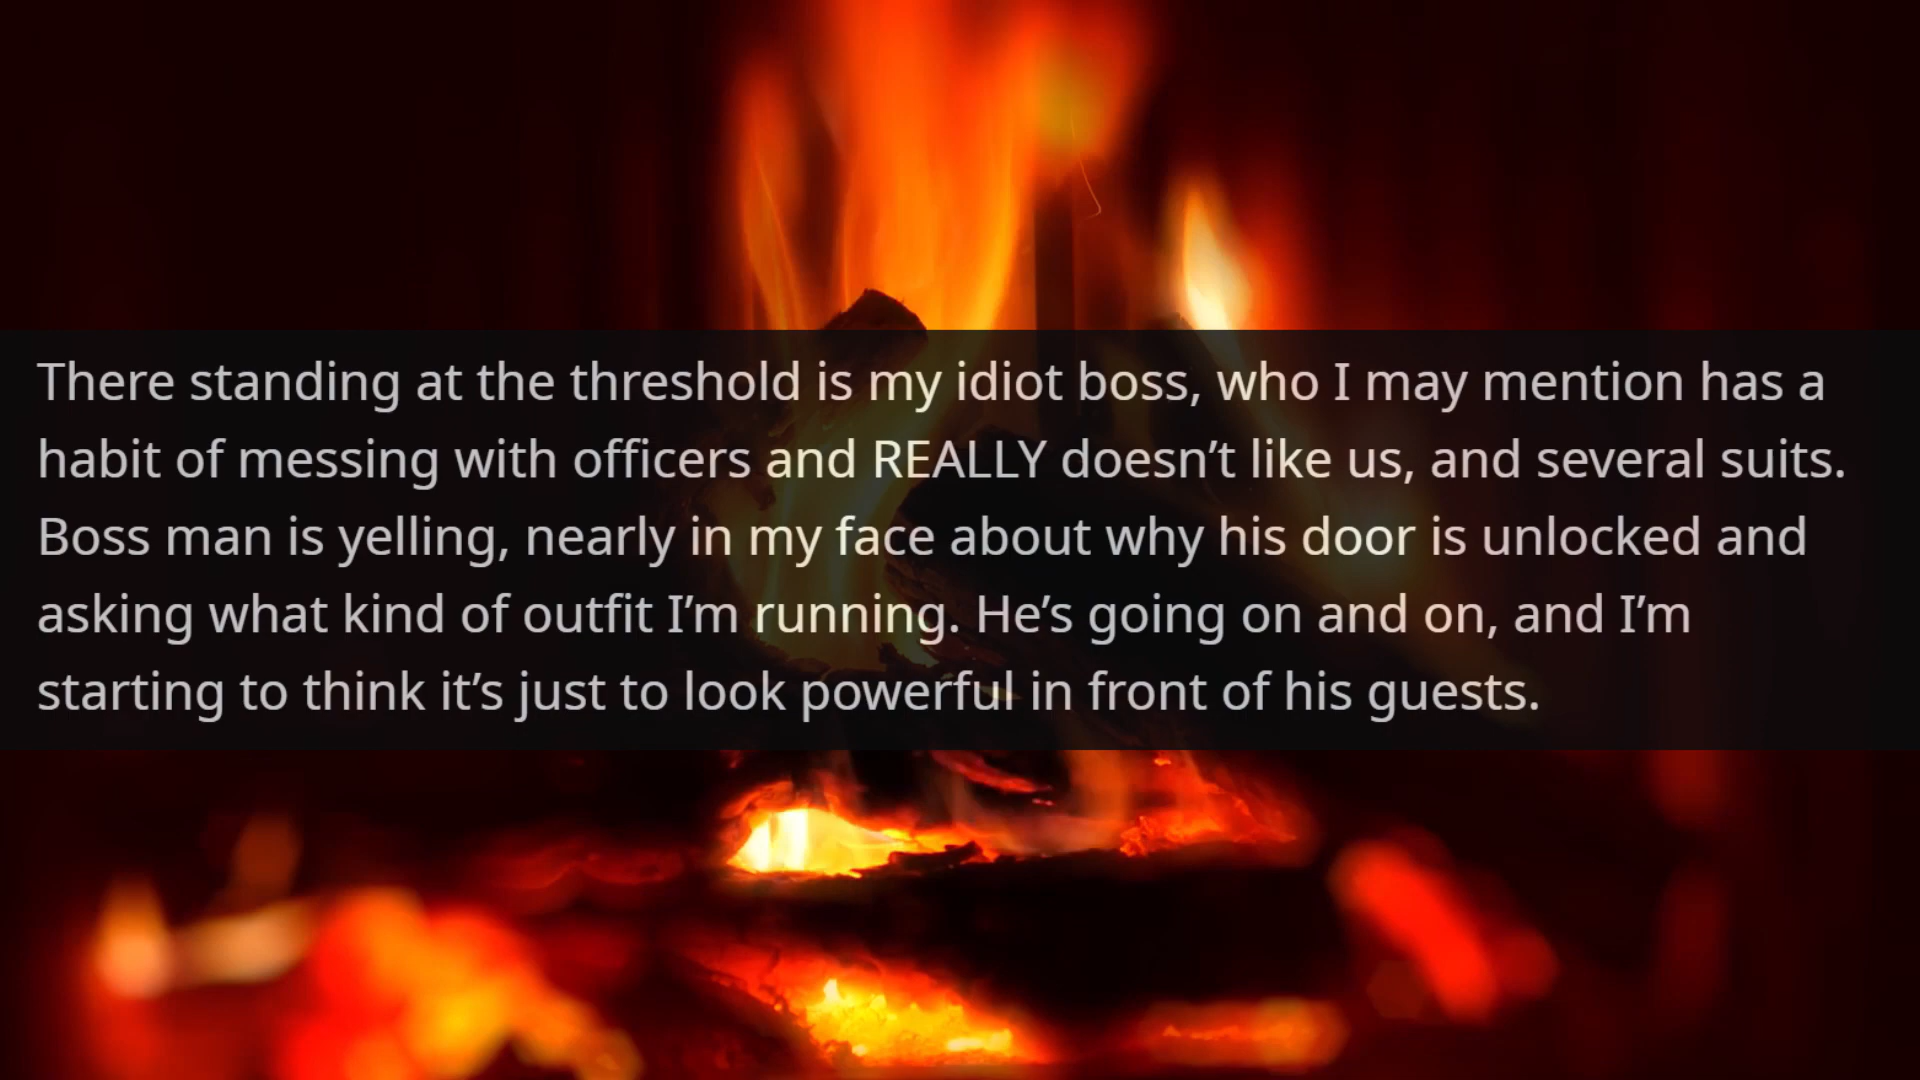 There standing at the threshold is my idiot boss, who I may mention has a
habit of messing with officers and REALLY doesn’t like us, and several suits.
Boss man is yelling, nearly in my face about why his door is unlocked and
asking what kind of outfit I’m running. He’s going on and on, and I’m
starting to think it’s just to look powerful in front of his guests.